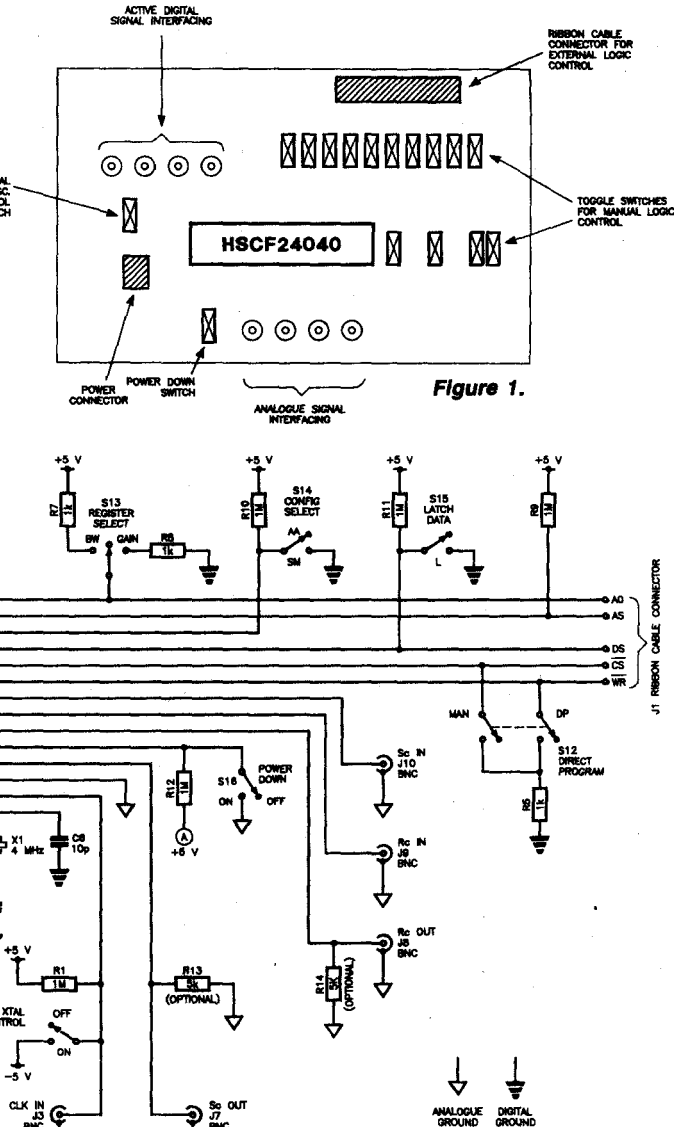 ACTIVE DIGITAL
SIGNAL INTERFACING
RIBBON CABLE
CONNECTOR FOR
EXTERNAL LOGIC
CONTROL
TOGGLE SWITCHES
FOR MANUAL LOGIC
CONTROL
HSCF24040
POWER
CONNECTOR
POWER DOWN
SWITCH
ANALOGUE SIGNAL
INTERFACING
Figure 1.
+5 V
R7
1k
S13
REGISTER
SELECT
BW
GAIN
1k
+5 V
R10
1M
S14
CONFIG
SELECT
AA
SM
+5 V
R11
1M
S15
LATCH
DATA
L
+5 V
R9
1M
A0
AS
DS
CS
WR
J1 RIBBON CABLE CONNECTOR
MAN
DP
S12
DIRECT
PROGRAM
1k
Sc IN
J10
BNC
Rc IN
J9
BNC
Rc OUT
J8
BNC
R14
5K
(OPTIONAL)
R12
1M
A
+5 V
S16
POWER
DOWN
ON
OFF
X1
4 MHz
10p
+5 V
R1
1M
XTAL
OFF
ON
-5 V
R13
5k
(OPTIONAL)
CLK IN
J3
BNC
Sc OUT
J7
BNC
ANALOGUE
GROUND
DIGITAL
GROUND